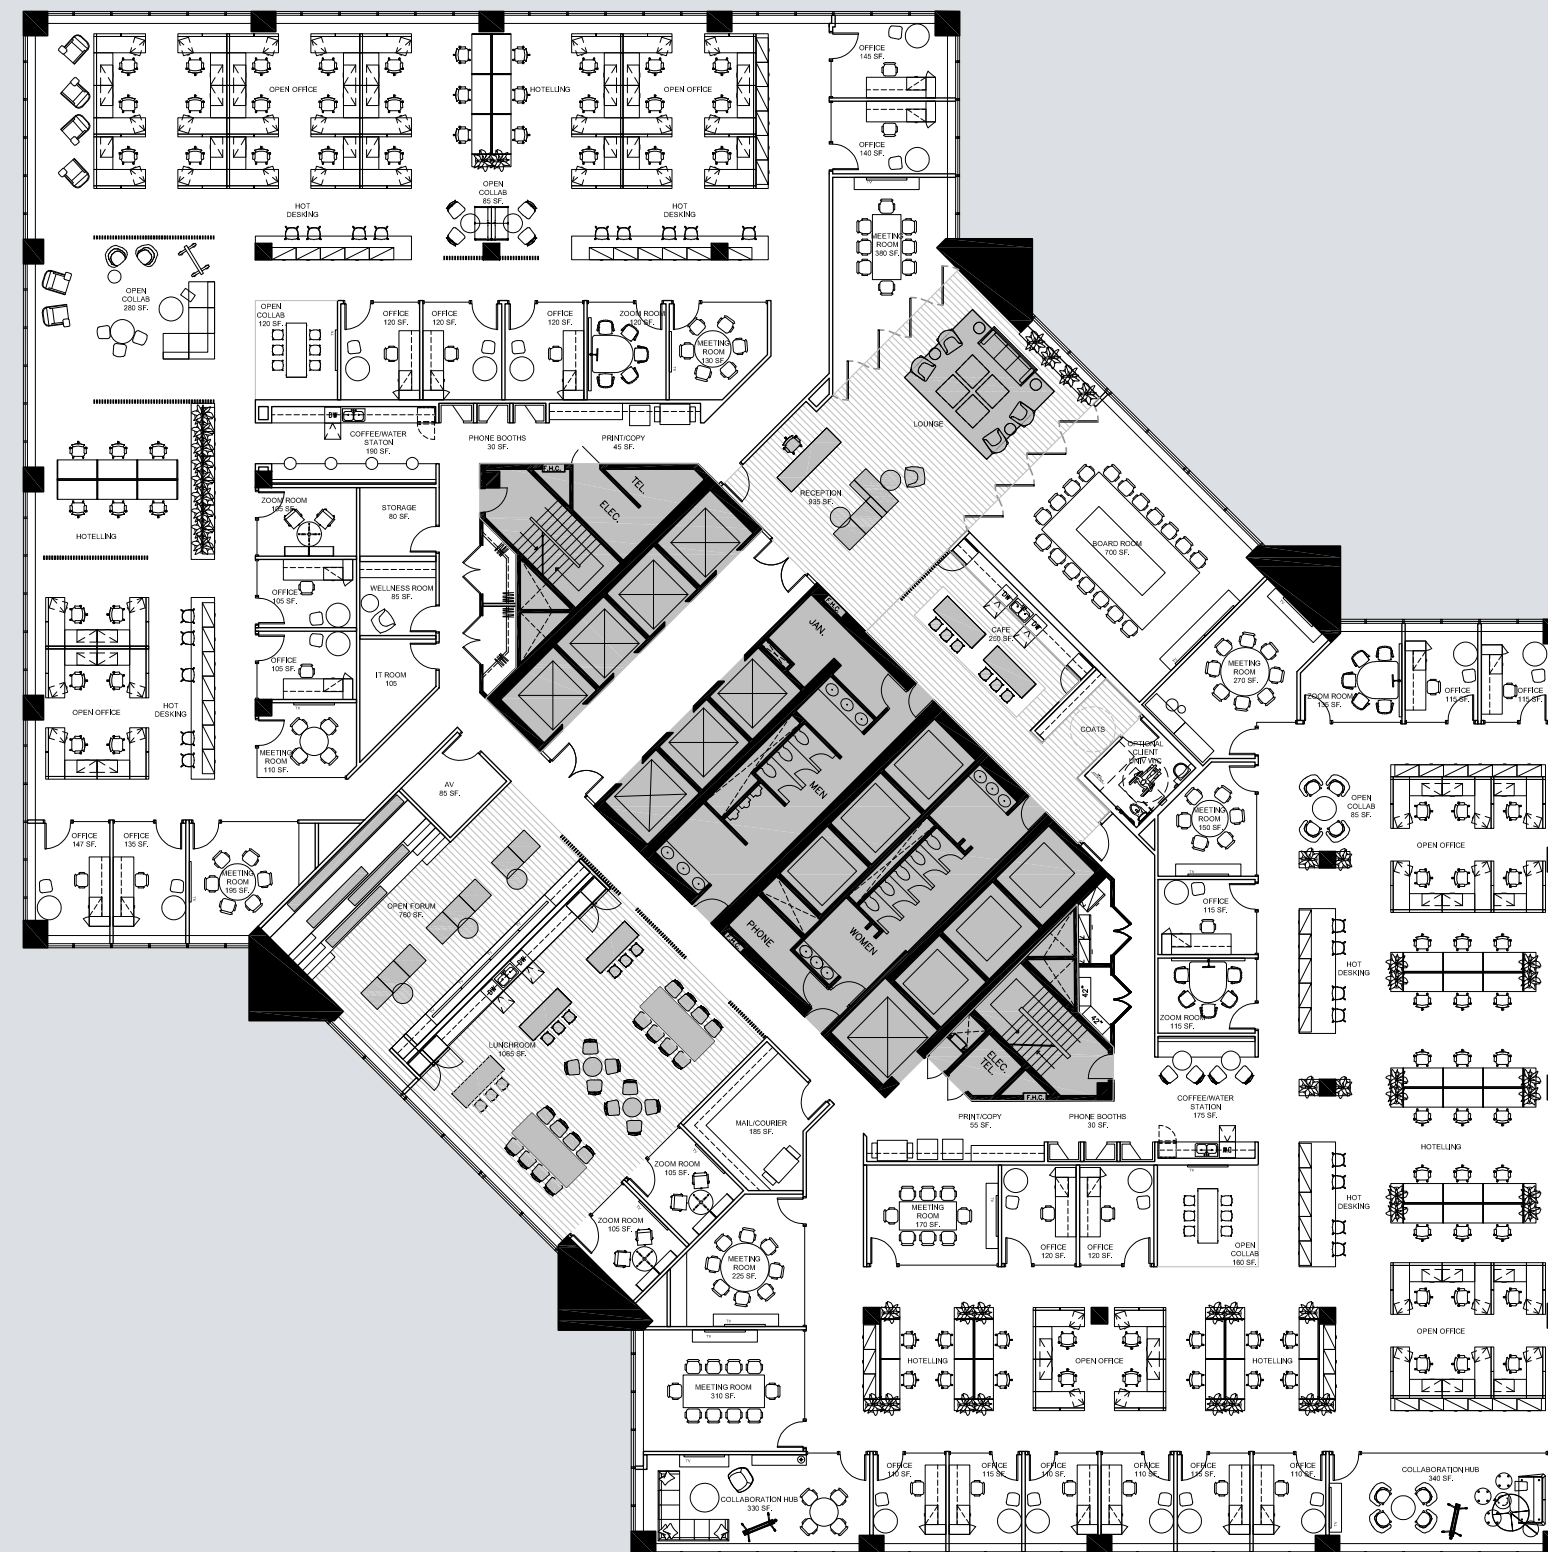 OFFICE
145 SF.
OPEN OFFICE
HOTELLING
OPEN OFFICE
OFFICE
140 SF.
OPEN
COLLAB
85 SF.
HOT
DESKING
HOT
DESKING
MEETING
ROOM
380 SF.
OPEN
COLLAB
280 SF.
OPEN
COLLAB
120 SF.
OFFICE
120 SF.
OFFICE
120 SF.
OFFICE
120 SF.
ZOOM ROOM
120 SF.
MEETING
ROOM
130 SF.
LOUNGE
DW
COFFEE/WATER
STATON
190 SF.
PHONE BOOTHS
30 SF.
PRINT/COPY
45 SF.
F.H.C.
TEL.
ELEC.
RECEPTION
935 SF.
ZOOM ROOM
105 SF.
STORAGE
80 SF.
HOTELLING
BOARD ROOM
700 SF.
OFFICE
105 SF.
WELLNESS ROOM
85 SF.
F.H.C.
JAN.
DW
DW
CAFE
250 SF.
OFFICE
105 SF.
IT ROOM
105
MEETING
ROOM
270 SF.
ZOOM ROOM
135 SF.
OFFICE
115 SF.
OFFICE
115 SF.
OPEN OFFICE
HOT
DESKING
COATS
MEETING
ROOM
110 SF.
OPTIONAL
CLIENT
UNIV W/C
AV
85 SF.
MEN
OPEN
COLLAB
85 SF.
MEETING
ROOM
150 SF.
OFFICE
147 SF.
OFFICE
135 SF.
OPEN OFFICE
MEETING
ROOM
195 SF.
OPEN FORUM
760 SF.
OFFICE
115 SF.
PHONE
F.H.C.
WOMEN
DW
DW
HOT
DESKING
42"
42"
ZOOM ROOM
115 SF.
LUNCHROOM
1065 SF.
ELEC.
TEL.
F.H.C.
COFFEE/WATER
STATION
175 SF.
MAIL/COURIER
185 SF.
PRINT/COPY
55 SF.
PHONE BOOTHS
30 SF.
HOTELLING
ZOOM ROOM
105 SF.
HOT
DESKING
ZOOM ROOM
105 SF.
MEETING
ROOM
170 SF.
OFFICE
120 SF.
OFFICE
120 SF.
OPEN
COLLAB
160 SF.
MEETING
ROOM
225 SF.
OPEN OFFICE
HOTELLING
OPEN OFFICE
HOTELLING
MEETING ROOM
310 SF.
OFFICE
110 SF.
OFFICE
115 SF.
OFFICE
110 SF.
OFFICE
110 SF.
OFFICE
115 SF.
OFFICE
110 SF.
COLLABORATION HUB
340 SF.
COLLABORATION HUB
330 SF.